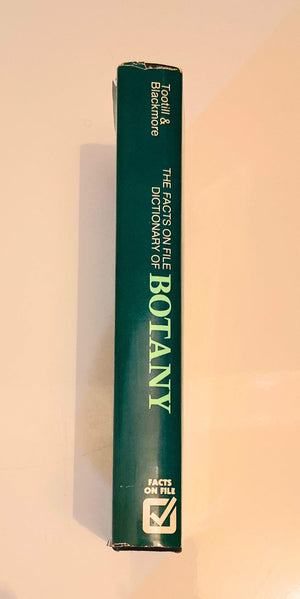 Tootill &
Blackmore
THE FACTS ON FILE
DICTIONARY OF
BOTANY
FACTS
ON FILE